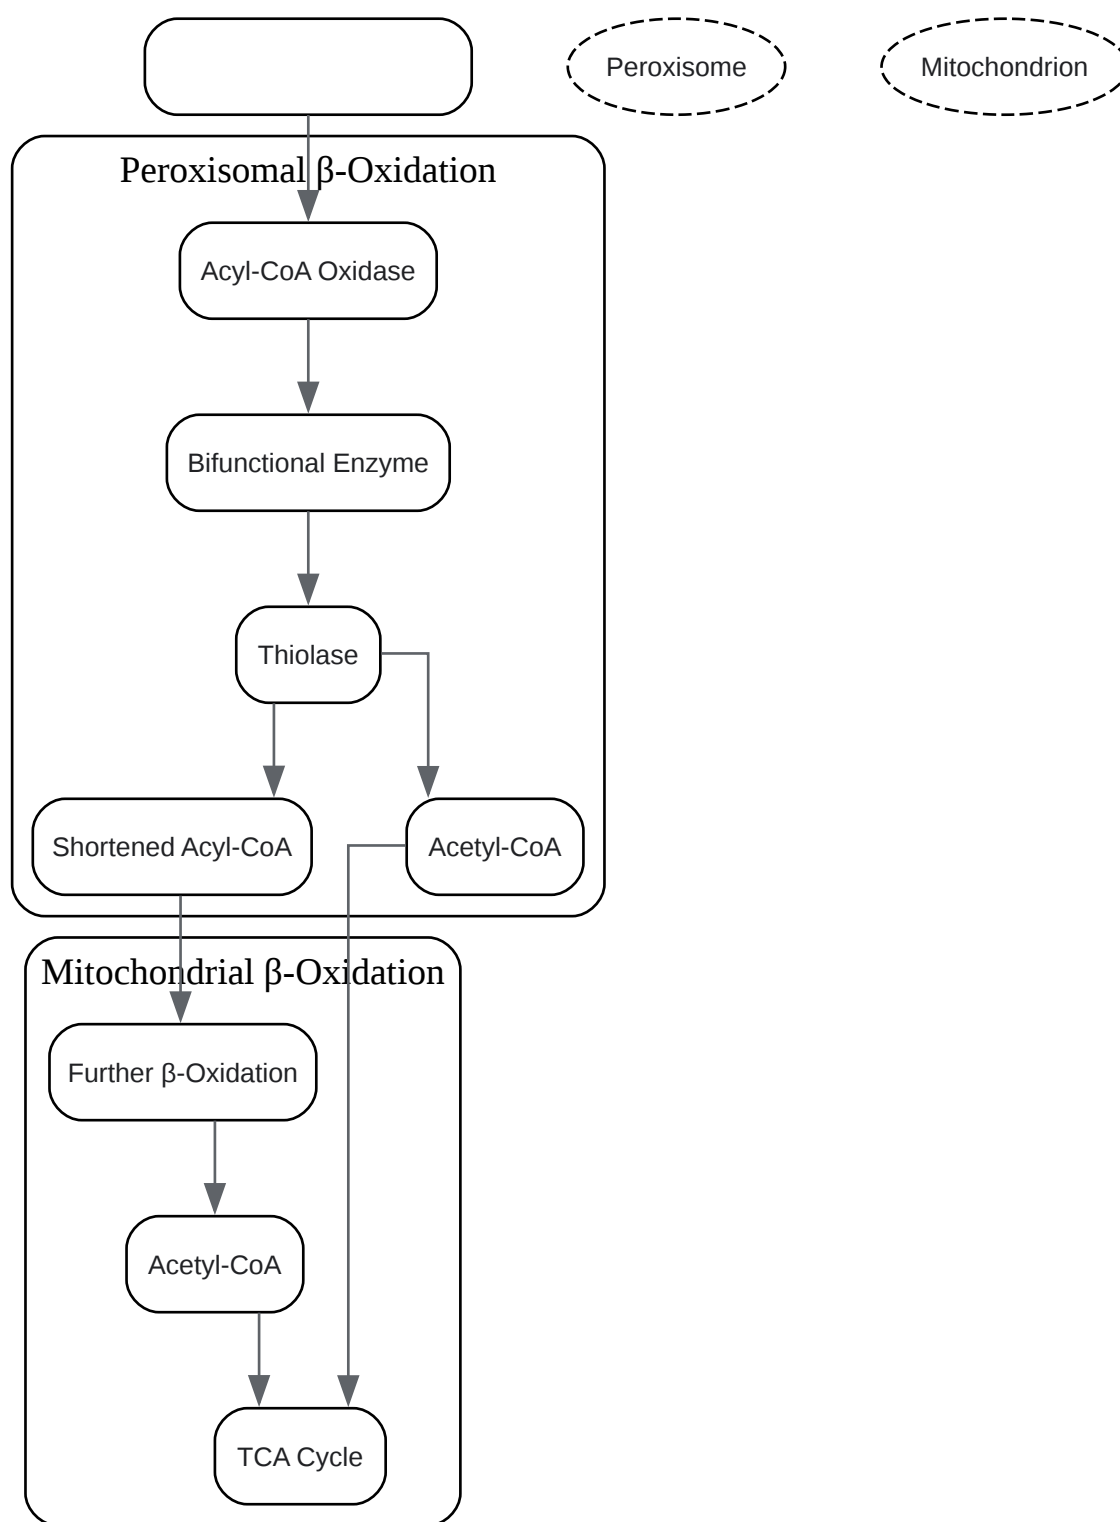 Peroxisome
Mitochondrion
Peroxisomal β-Oxidation
Acyl-CoA Oxidase
Bifunctional Enzyme
Thiolase
Shortened Acyl-CoA
Acetyl-CoA
Mitochondrial β-Oxidation
Further β-Oxidation
Acetyl-CoA
TCA Cycle